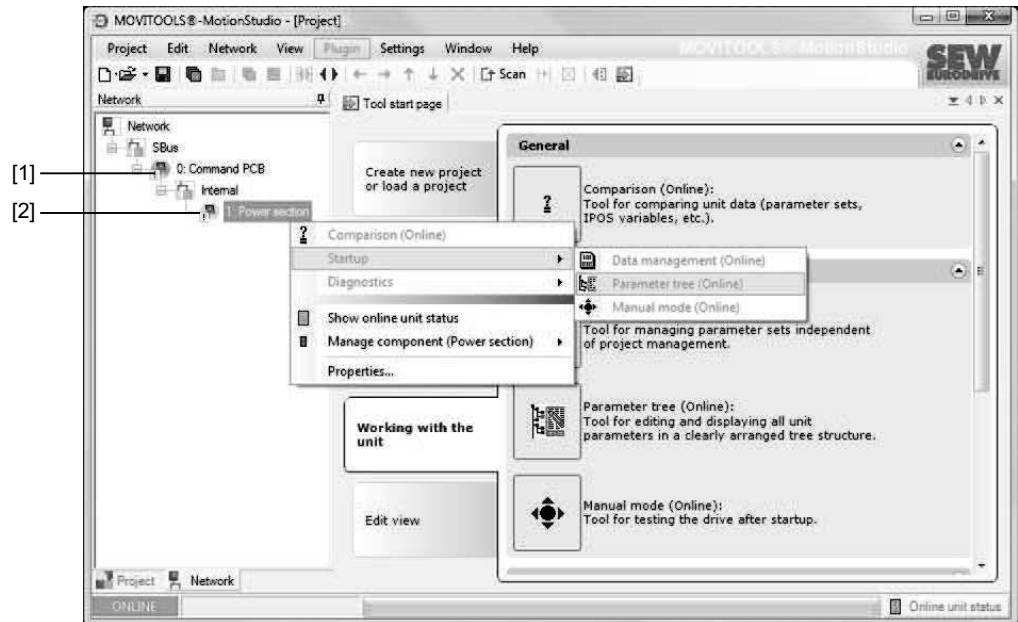 MOVITOOLS®-MotionStudio - [Project]
Project Edit Network View Plugin Settings Window Help
SEW
EURODRIVE
Scan
Network
Tool start page
Network
SBus
[1]
0: Command PCB
Internal
[2]
1: Power section
Create new project
or load a project
General
Comparison (Online):
Tool for comparing unit data (parameter sets,
IPOS variables, etc.).
Comparison (Online)
Startup
Diagnostics
Show online unit status
Manage component (Power section)
Properties...
Data management (Online)
Parameter tree (Online)
Manual mode (Online)
Tool for managing parameter sets independent
of project management.
Working with the
unit
Parameter tree (Online):
Tool for editing and displaying all unit
parameters in a clearly arranged tree structure.
Edit view
Manual mode (Online):
Tool for testing the drive after startup.
Project Network
ONLINE
Online unit status